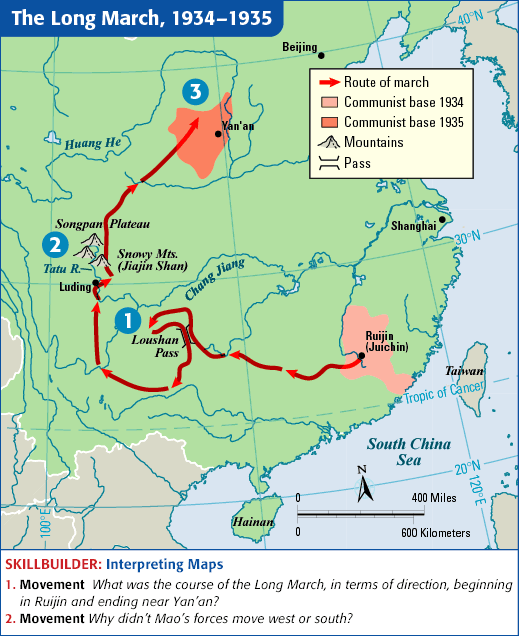 The Long March, 1934–1935
40°N
Beijing
Route of march
Communist base 1934
Communist base 1935
Mountains
Pass
3
Yan'an
Huang He
Songpan Plateau
2
Snowy Mts.
(Jiajin Shan)
Tatu R.
Luding
Shanghai
30°N
Chang Jiang
1
Loushan
Pass
Ruijin
(Juichin)
Taiwan
Tropic of Cancer
South China
Sea
20°N
120°E
100°E
N
0 400 Miles
0 600 Kilometers
Hainan
SKILLBUILDER: Interpreting Maps
1. Movement What was the course of the Long March, in terms of direction, beginning
in Ruijin and ending near Yan'an?
2. Movement Why didn't Mao's forces move west or south?